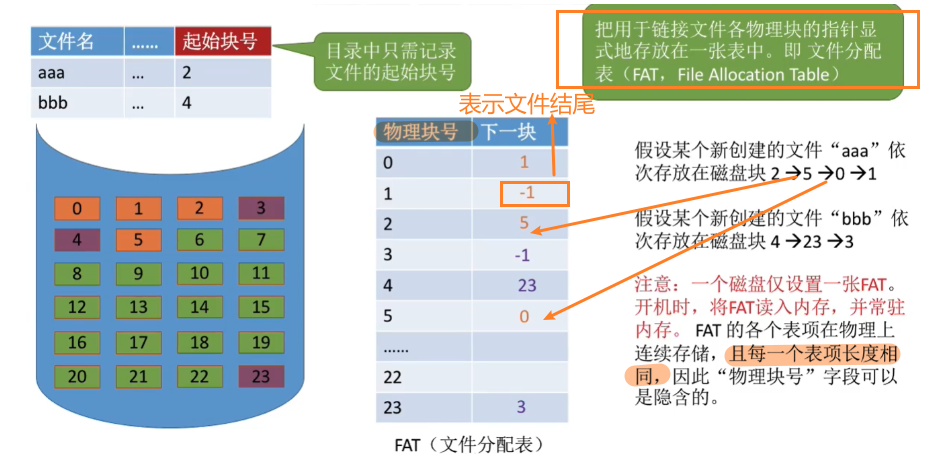 文件名 …… 起始块号
aaa … 2
bbb … 4
目录中只需记录
文件的起始块号
把用于链接文件各物理块的指针显
式地存放在一张表中。即 文件分配
表（FAT，File Allocation Table）
表示文件结尾
0 1 2 3
4 5 6 7
8 9 10 11
12 13 14 15
16 17 18 19
20 21 22 23
物理块号 下一块
0 1
1 -1
2 5
3 -1
4 23
5 0
……
22
23 3
FAT（文件分配表）
假设某个新创建的文件“aaa”依
次存放在磁盘块 2 →5 →0 →1
假设某个新创建的文件“bbb”依
次存放在磁盘块 4 →23 →3
注意：一个磁盘仅设置一张FAT。
开机时，将FAT读入内存，并常驻
内存。 FAT 的各个表项在物理上
连续存储，且每一个表项长度相
同，因此“物理块号”字段可以
是隐含的。